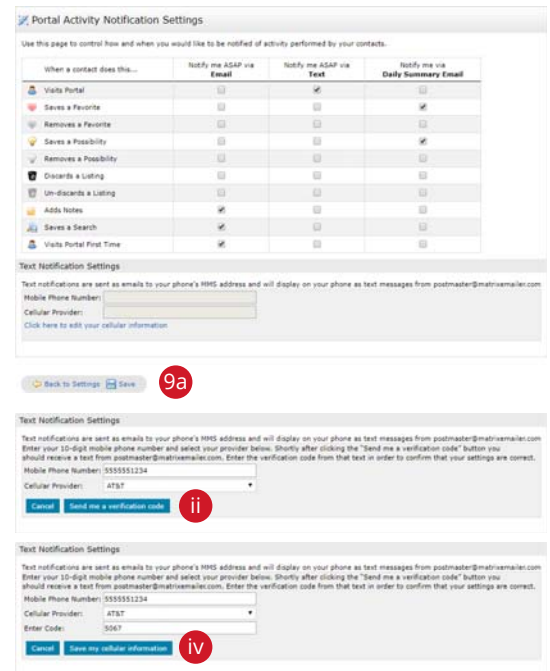 Portal Activity Notification Settings
Use this page to control how and when you would like to be notified of activity performed by your contacts.
When a contact does this... Notify me ASAP via Email Notify me ASAP via Text Notify me via Daily Summary Email
Visits Portal
Saves a Favorite
Removes a Favorite
Saves a Possibility
Removes a Possibility
Discards a Listing
Un-discards a Listing
Adds Notes
Saves a Search
Visits Portal First Time
Text Notification Settings
Text notifications are sent as emails to your phone's MMS address and will display on your phone as text messages from postmaster@matrixemailer.com
Mobile Phone Number:
Cellular Provider:
Click here to edit your cellular information
Back to Settings Save 9a
Text Notification Settings
Text notifications are sent as emails to your phone's MMS address and will display on your phone as text messages from postmaster@matrixemailer.com
Enter your 10-digit mobile phone number and select your provider below. Shortly after clicking the "Send me a verification code" button you
should receive a text from postmaster@matrixemailer.com. Enter the verification code from that text in order to confirm that your settings are correct.
Mobile Phone Number: 5555551234
Cellular Provider: AT&T
Cancel Send me a verification code ii
Text Notification Settings
Text notifications are sent as emails to your phone's MMS address and will display on your phone as text messages from postmaster@matrixemailer.com
Enter your 10-digit mobile phone number and select your provider below. Shortly after clicking the "Send me a verification code" button you
should receive a text from postmaster@matrixemailer.com. Enter the verification code from that text in order to confirm that your settings are correct.
Mobile Phone Number: 5555551234
Cellular Provider: AT&T
Enter Code: 5067
Cancel Save my cellular information iv